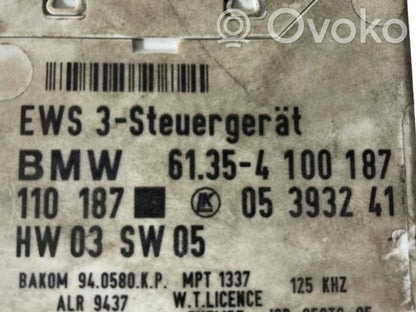 Ovoko
EWS 3-Steuergerät
BMW 61.35-4 100 187
110 187 LK 05 3932 41
HW 03 SW 05
BAKOM 94.0580.K.P. MPT 1337 125 KHZ
ALR 9437 W.T.LICENCE